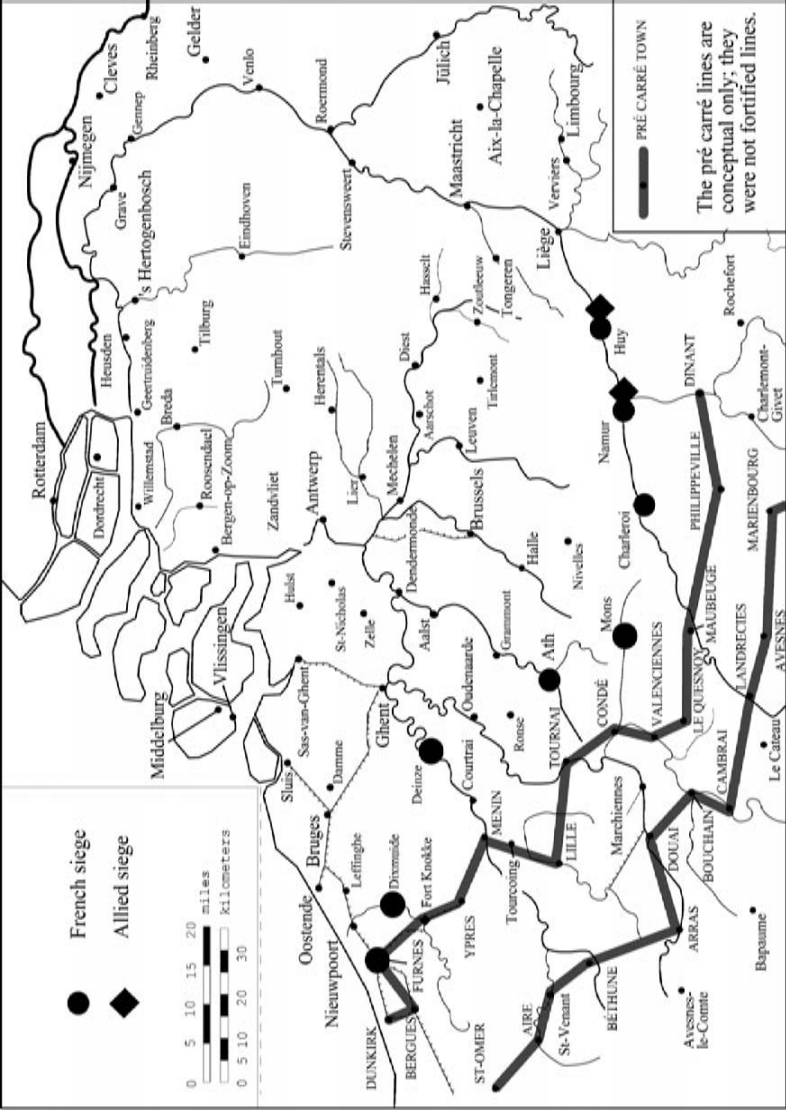 French siege
Allied siege
0 5 10 15 20 miles
0 5 10 20 30 kilometers
PRÉ CARRÉ TOWN
The pré carré lines are
conceptual only; they
were not fortified lines.
Rotterdam
Dordrecht
Heusden
Nijmegen
Cleves
Rheinberg
Gelder
Gennep
Grave
's Hertogenbosch
Venlo
Geertruidenberg
Willemstad
Breda
Tilburg
Eindhoven
Roosendael
Bergen-op-Zoom
Middelburg
Vlissingen
Zandvliet
Turnhout
Roermond
Stevensweert
Jülich
Antwerp
Herentals
Lier
Hulst
St-Nicholas
Zelle
Sas-van-Ghent
Sluis
Damme
Bruges
Oostende
Leffinghe
Nieuwpoort
Ghent
Dendermonde
Mechelen
Aarschot
Diest
Hasselt
Maastricht
Aix-la-Chapelle
Aalst
Brussels
Leuven
Tirlemont
Zoutleeuw
Tongeren
Liège
Verviers
Limbourg
Deinze
Courtrai
Oudenaarde
Grammont
Ronse
Halle
Nivelles
Ath
Mons
Dixmuide
Fort Knokke
FURNES
DUNKIRK
BERGUES
YPRES
MENIN
Tourcoing
LILLE
TOURNAI
CONDÉ
VALENCIENNES
LE QUESNOY
MAUBEUGE
Charleroi
Namur
Huy
PHILIPPEVILLE
DINANT
Rochefort
Charlemont-
Givet
MARIENBOURG
AVESNES
LANDRECIES
Le Cateau
CAMBRAI
BOUCHAIN
DOUAI
Marchiennes
ARRAS
Bapaume
Avesnes-
le-Comte
BÉTHUNE
St-Venant
AIRE
ST-OMER